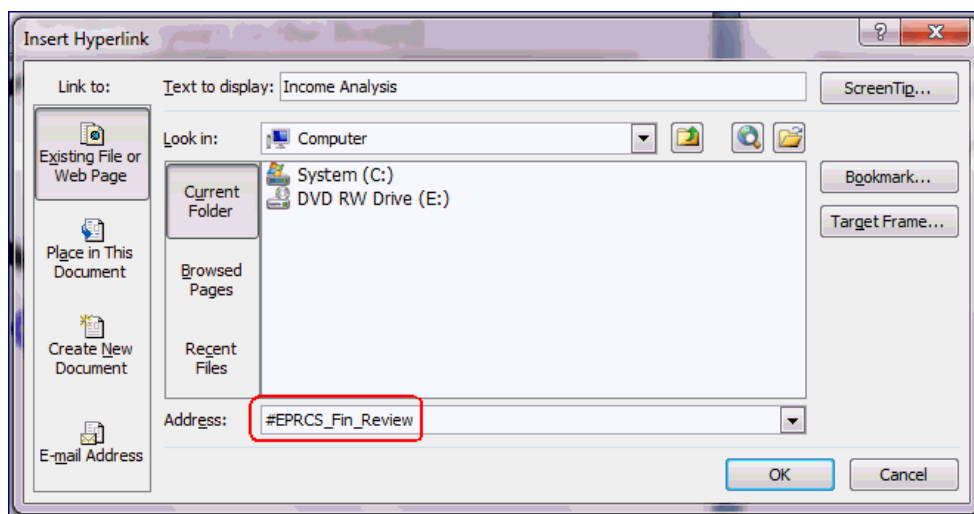 Insert Hyperlink
?
X
Link to:
Text to display:
Income Analysis
ScreenTip...
Existing File or
Web Page
Look in:
Computer
Current
Folder
System (C:)
DVD RW Drive (E:)
Bookmark...
Target Frame...
Place in This
Document
Browsed
Pages
Create New
Document
Recent
Files
Address:
#EPRCS_Fin_Review
E-mail Address
OK
Cancel